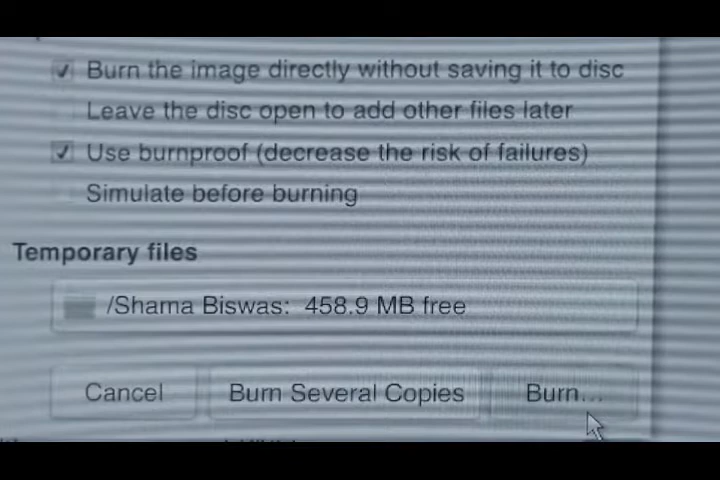 Burn the image directly without saving it to disc
Leave the disc open to add other files later
Use burnproof (decrease the risk of failures)
Simulate before burning
Temporary files
/Shama Biswas: 458.9 MB free
Cancel
Burn Several Copies
Burn...